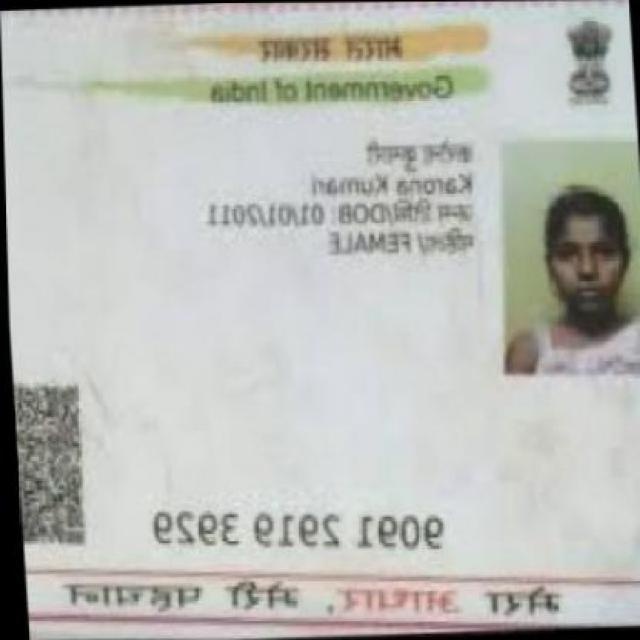 भारत सरकार
Government of India
करोना कुमारी
Karona Kumari
जन्म तिथि/DOB: 01/01/2011
महिला/ FEMALE
9091 2919 3929
मेरा आधार, मेरी पहचान